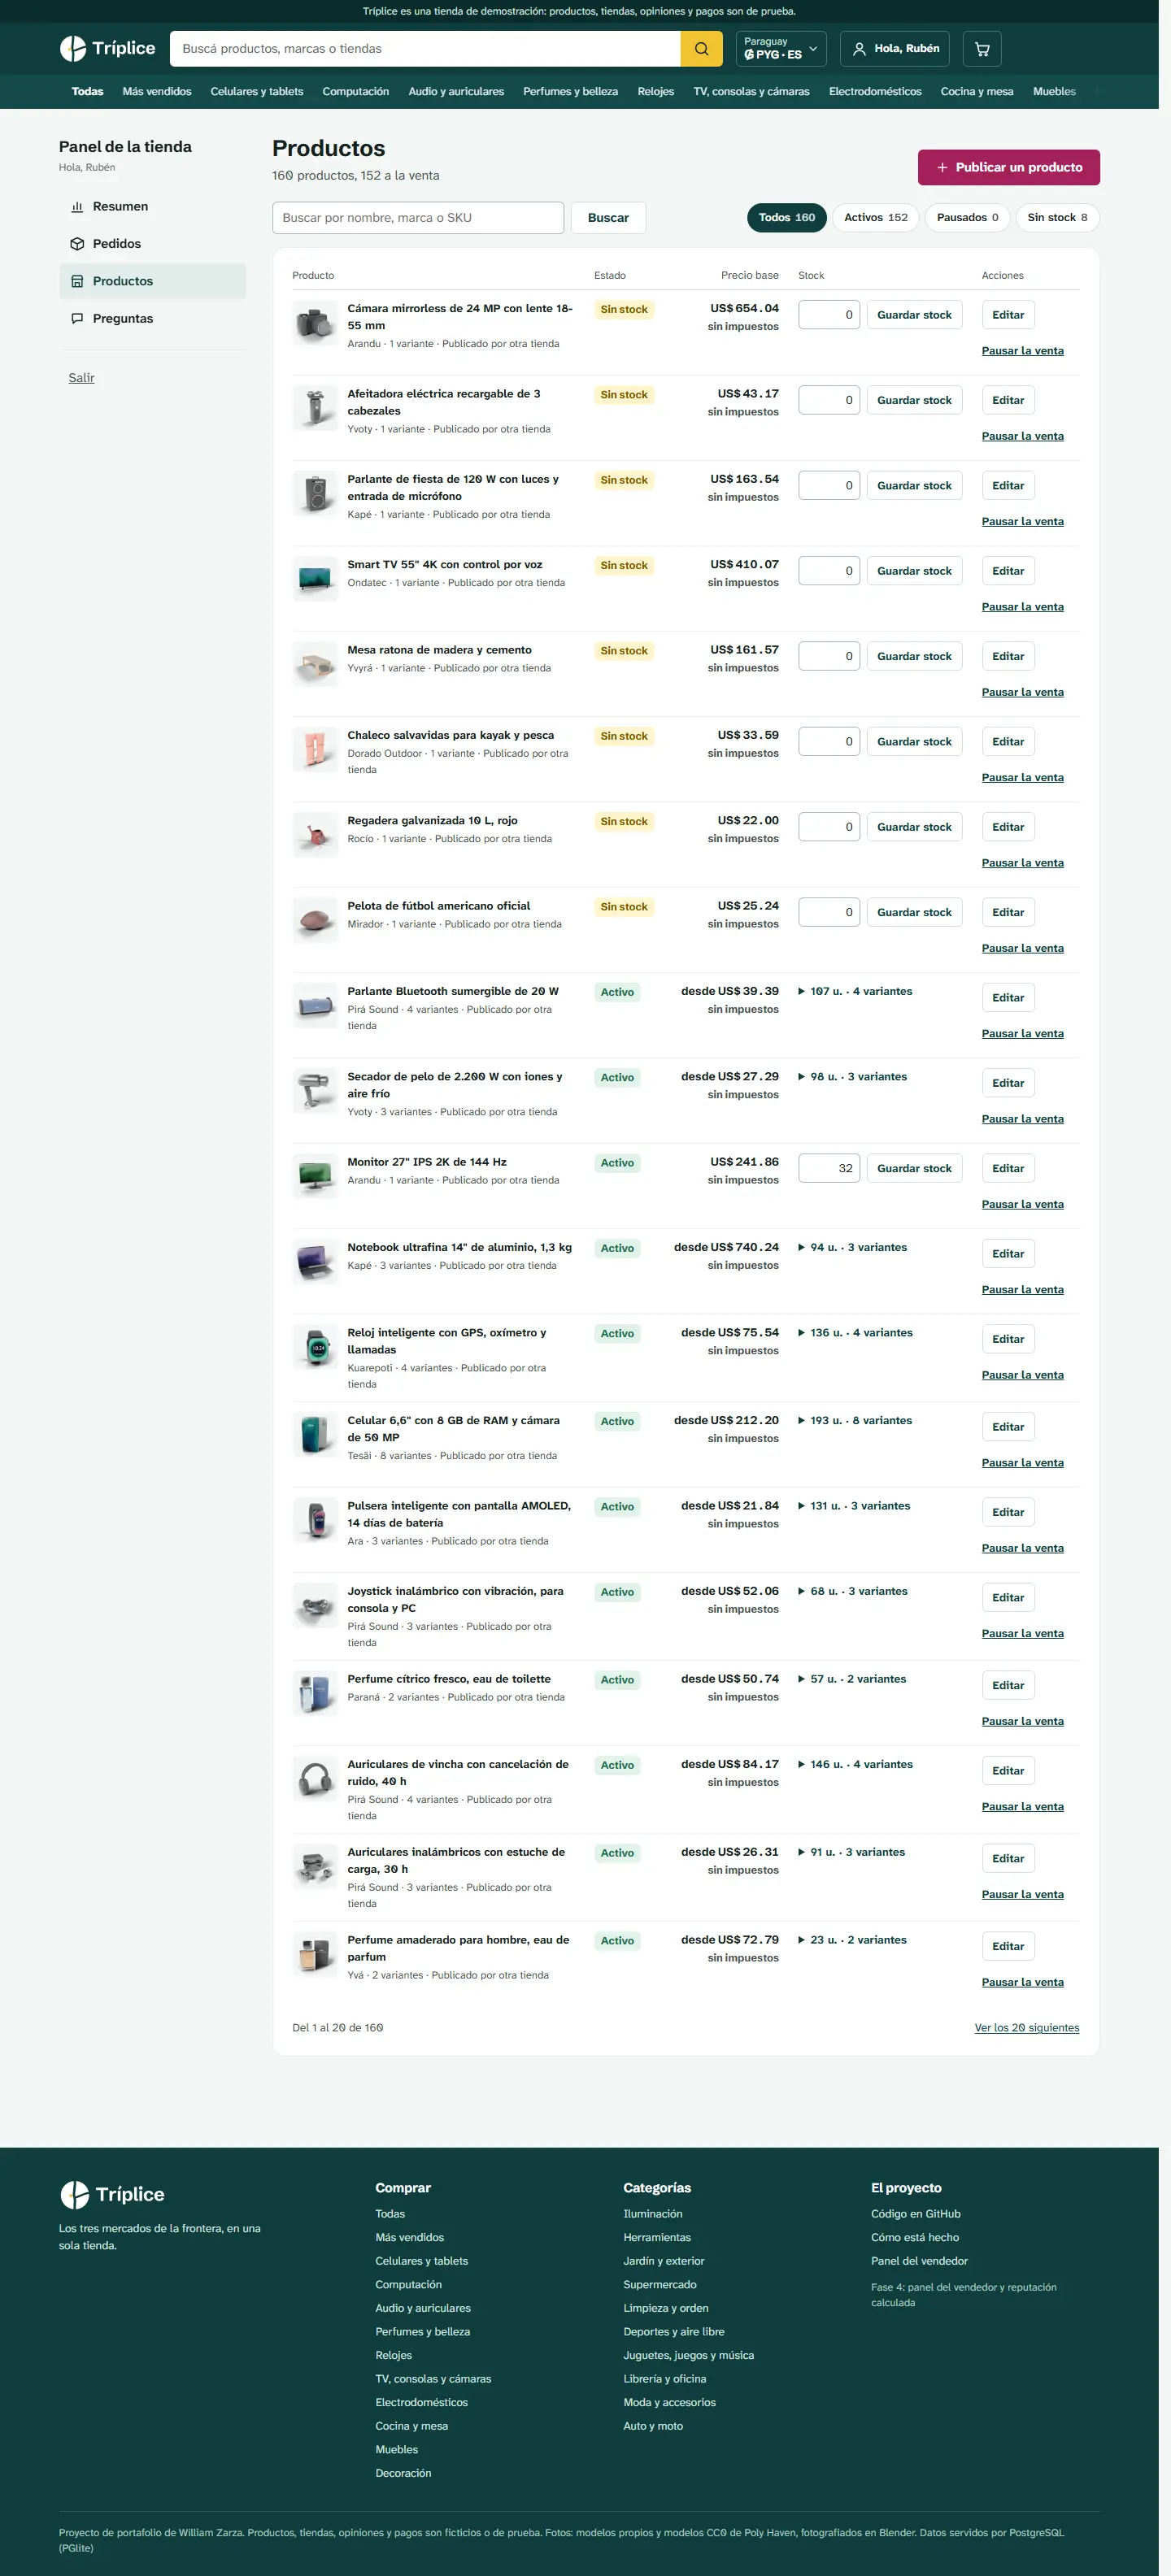 Tríplice es una tienda de demostración: productos, tiendas, opiniones y pagos son de prueba.
Tríplice
Buscá productos, marcas o tiendas
Paraguay
₲ PYG · ES
Hola, Rubén
Todas Más vendidos Celulares y tablets Computación Audio y auriculares Perfumes y belleza Relojes TV, consolas y cámaras Electrodomésticos Cocina y mesa Muebles
Panel de la tienda
Hola, Rubén
Resumen
Pedidos
Productos
Preguntas
Salir
Productos
160 productos, 152 a la venta
+ Publicar un producto
Buscar por nombre, marca o SKU
Buscar
Todos 160 Activos 152 Pausados 0 Sin stock 8
Producto Estado Precio base Stock Acciones
Cámara mirrorless de 24 MP con lente 18-
55 mm
Arandu · 1 variante · Publicado por otra tienda
Sin stock
US$ 654.04
sin impuestos
0 Guardar stock
Editar
Pausar la venta
Afeitadora eléctrica recargable de 3
cabezales
Yvoty · 1 variante · Publicado por otra tienda
Sin stock
US$ 43.17
sin impuestos
0 Guardar stock
Editar
Pausar la venta
Parlante de fiesta de 120 W con luces y
entrada de micrófono
Kapé · 1 variante · Publicado por otra tienda
Sin stock
US$ 163.54
sin impuestos
0 Guardar stock
Editar
Pausar la venta
Smart TV 55" 4K con control por voz
Ondatec · 1 variante · Publicado por otra tienda
Sin stock
US$ 410.07
sin impuestos
0 Guardar stock
Editar
Pausar la venta
Mesa ratona de madera y cemento
Yvyrá · 1 variante · Publicado por otra tienda
Sin stock
US$ 161.57
sin impuestos
0 Guardar stock
Editar
Pausar la venta
Chaleco salvavidas para kayak y pesca
Dorado Outdoor · 1 variante · Publicado por otra
tienda
Sin stock
US$ 33.59
sin impuestos
0 Guardar stock
Editar
Pausar la venta
Regadera galvanizada 10 L, rojo
Rocío · 1 variante · Publicado por otra tienda
Sin stock
US$ 22.00
sin impuestos
0 Guardar stock
Editar
Pausar la venta
Pelota de fútbol americano oficial
Mirador · 1 variante · Publicado por otra tienda
Sin stock
US$ 25.24
sin impuestos
0 Guardar stock
Editar
Pausar la venta
Parlante Bluetooth sumergible de 20 W
Pirá Sound · 4 variantes · Publicado por otra
tienda
Activo
desde US$ 39.39
sin impuestos
107 u. · 4 variantes
Editar
Pausar la venta
Secador de pelo de 2.200 W con iones y
aire frío
Yvoty · 3 variantes · Publicado por otra tienda
Activo
desde US$ 27.29
sin impuestos
98 u. · 3 variantes
Editar
Pausar la venta
Monitor 27" IPS 2K de 144 Hz
Arandu · 1 variante · Publicado por otra tienda
Activo
US$ 241.86
sin impuestos
32 Guardar stock
Editar
Pausar la venta
Notebook ultrafina 14" de aluminio, 1,3 kg
Kapé · 3 variantes · Publicado por otra tienda
Activo
desde US$ 740.24
sin impuestos
94 u. · 3 variantes
Editar
Pausar la venta
Reloj inteligente con GPS, oxímetro y
llamadas
Kuarepoti · 4 variantes · Publicado por otra
tienda
Activo
desde US$ 75.54
sin impuestos
136 u. · 4 variantes
Editar
Pausar la venta
Celular 6,6" con 8 GB de RAM y cámara
de 50 MP
Tesãi · 8 variantes · Publicado por otra tienda
Activo
desde US$ 212.20
sin impuestos
193 u. · 8 variantes
Editar
Pausar la venta
Pulsera inteligente con pantalla AMOLED,
14 días de batería
Ara · 3 variantes · Publicado por otra tienda
Activo
desde US$ 21.84
sin impuestos
131 u. · 3 variantes
Editar
Pausar la venta
Joystick inalámbrico con vibración, para
consola y PC
Pirá Sound · 3 variantes · Publicado por otra
tienda
Activo
desde US$ 52.06
sin impuestos
68 u. · 3 variantes
Editar
Pausar la venta
Perfume cítrico fresco, eau de toilette
Paraná · 2 variantes · Publicado por otra tienda
Activo
desde US$ 50.74
sin impuestos
57 u. · 2 variantes
Editar
Pausar la venta
Auriculares de vincha con cancelación de
ruido, 40 h
Pirá Sound · 4 variantes · Publicado por otra
tienda
Activo
desde US$ 84.17
sin impuestos
146 u. · 4 variantes
Editar
Pausar la venta
Auriculares inalámbricos con estuche de
carga, 30 h
Pirá Sound · 3 variantes · Publicado por otra
tienda
Activo
desde US$ 26.31
sin impuestos
91 u. · 3 variantes
Editar
Pausar la venta
Perfume amaderado para hombre, eau de
parfum
Yvá · 2 variantes · Publicado por otra tienda
Activo
desde US$ 72.79
sin impuestos
23 u. · 2 variantes
Editar
Pausar la venta
Del 1 al 20 de 160
Ver los 20 siguientes
Tríplice
Los tres mercados de la frontera, en una
sola tienda.
Comprar
Todas
Más vendidos
Celulares y tablets
Computación
Audio y auriculares
Perfumes y belleza
Relojes
TV, consolas y cámaras
Electrodomésticos
Cocina y mesa
Muebles
Decoración
Categorías
Iluminación
Herramientas
Jardín y exterior
Supermercado
Limpieza y orden
Deportes y aire libre
Juguetes, juegos y música
Librería y oficina
Moda y accesorios
Auto y moto
El proyecto
Código en GitHub
Cómo está hecho
Panel del vendedor
Fase 4: panel del vendedor y reputación
calculada
Proyecto de portafolio de William Zarza. Productos, tiendas, opiniones y pagos son ficticios o de prueba. Fotos: modelos propios y modelos CC0 de Poly Haven, fotografiados en Blender. Datos servidos por PostgreSQL
(PGlite)